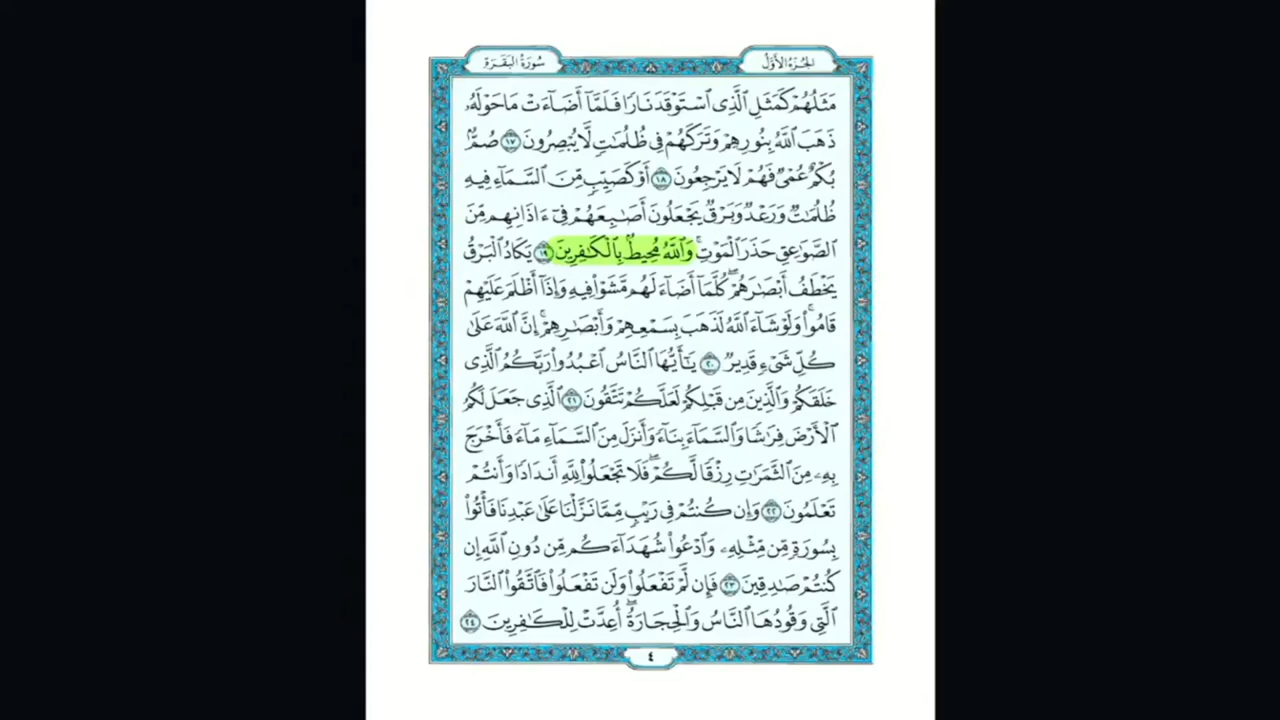 الجُزْءُ الأَوَّلُ
سُورَةُ البَقَرَةِ
مَثَلُهُمْ كَمَثَلِ ٱلَّذِى ٱسْتَوْقَدَ نَارًا فَلَمَّآ أَضَآءَتْ مَا حَوْلَهُۥ
ذَهَبَ ٱللَّهُ بِنُورِهِمْ وَتَرَكَهُمْ فِى ظُلُمَٰتٍ لَّا يُبْصِرُونَ ١٧ صُمٌّۢ
بُكْمٌ عُمْىٌ فَهُمْ لَا يَرْجِعُونَ ١٨ أَوْ كَصَيِّبٍ مِّنَ ٱلسَّمَآءِ فِيهِ
ظُلُمَٰتٌ وَرَعْدٌ وَبَرْقٌ يَجْعَلُونَ أَصَٰبِعَهُمْ فِىٓ ءَاذَانِهِم مِّنَ
ٱلصَّوَٰعِقِ حَذَرَ ٱلْمَوْتِ ۚ وَٱللَّهُ مُحِيطٌۢ بِٱلْكَٰفِرِينَ ١٩ يَكَادُ ٱلْبَرْقُ
يَخْطَفُ أَبْصَٰرَهُمْ ۖ كُلَّمَآ أَضَآءَ لَهُم مَّشَوْا۟ فِيهِ وَإِذَآ أَظْلَمَ عَلَيْهِمْ
قَامُوا۟ ۚ وَلَوْ شَآءَ ٱللَّهُ لَذَهَبَ بِسَمْعِهِمْ وَأَبْصَٰرِهِمْ ۚ إِنَّ ٱللَّهَ عَلَىٰ
كُلِّ شَىْءٍ قَدِيرٌ ٢٠ يَٰٓأَيُّهَا ٱلنَّاسُ ٱعْبُدُوا۟ رَبَّكُمُ ٱلَّذِى
خَلَقَكُمْ وَٱلَّذِينَ مِن قَبْلِكُمْ لَعَلَّكُمْ تَتَّقُونَ ٢١ ٱلَّذِى جَعَلَ لَكُمُ
ٱلْأَرْضَ فِرَٰشًا وَٱلسَّمَآءَ بِنَآءً وَأَنزَلَ مِنَ ٱلسَّمَآءِ مَآءً فَأَخْرَجَ
بِهِۦ مِنَ ٱلثَّمَرَٰتِ رِزْقًا لَّكُمْ ۖ فَلَا تَجْعَلُوا۟ لِلَّهِ أَندَادًا وَأَنتُمْ
تَعْلَمُونَ ٢٢ وَإِن كُنتُمْ فِى رَيْبٍ مِّمَّا نَزَّلْنَا عَلَىٰ عَبْدِنَا فَأْتُوا۟
بِسُورَةٍ مِّن مِّثْلِهِۦ وَٱدْعُوا۟ شُهَدَآءَكُم مِّن دُونِ ٱللَّهِ إِن
كُنتُمْ صَٰدِقِينَ ٢٣ فَإِن لَّمْ تَفْعَلُوا۟ وَلَن تَفْعَلُوا۟ فَٱتَّقُوا۟ ٱلنَّارَ
ٱلَّتِى وَقُودُهَا ٱلنَّاسُ وَٱلْحِجَارَةُ ۖ أُعِدَّتْ لِلْكَٰفِرِينَ ٢٤
٤